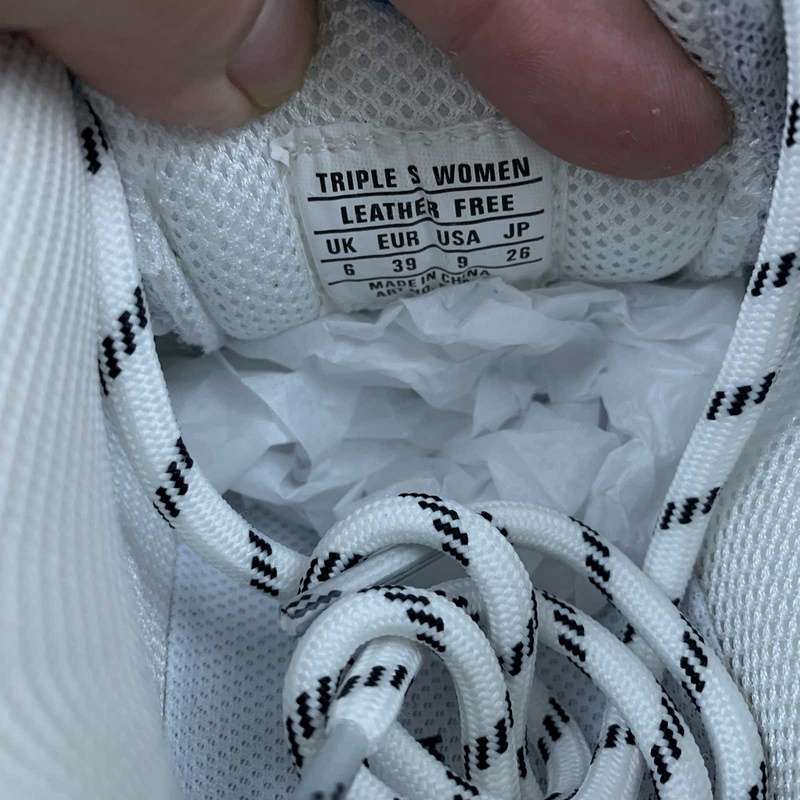 TRIPLE S WOMEN
LEATHER FREE
UK EUR USA JP
6 39 9 26
MADE IN CHINA